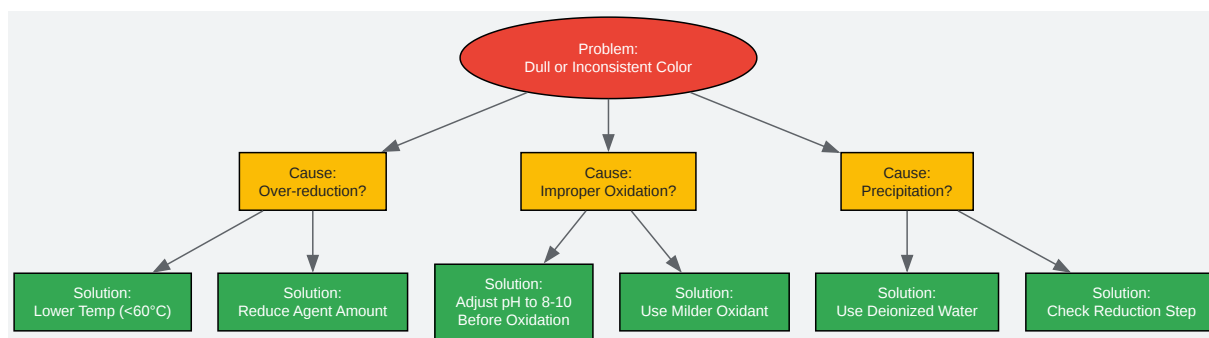 Problem:
Dull or Inconsistent Color
Cause:
Over-reduction?
Cause:
Improper Oxidation?
Cause:
Precipitation?
Solution:
Lower Temp (<60°C)
Solution:
Reduce Agent Amount
Solution:
Adjust pH to 8-10
Before Oxidation
Solution:
Use Milder Oxidant
Solution:
Use Deionized Water
Solution:
Check Reduction Step